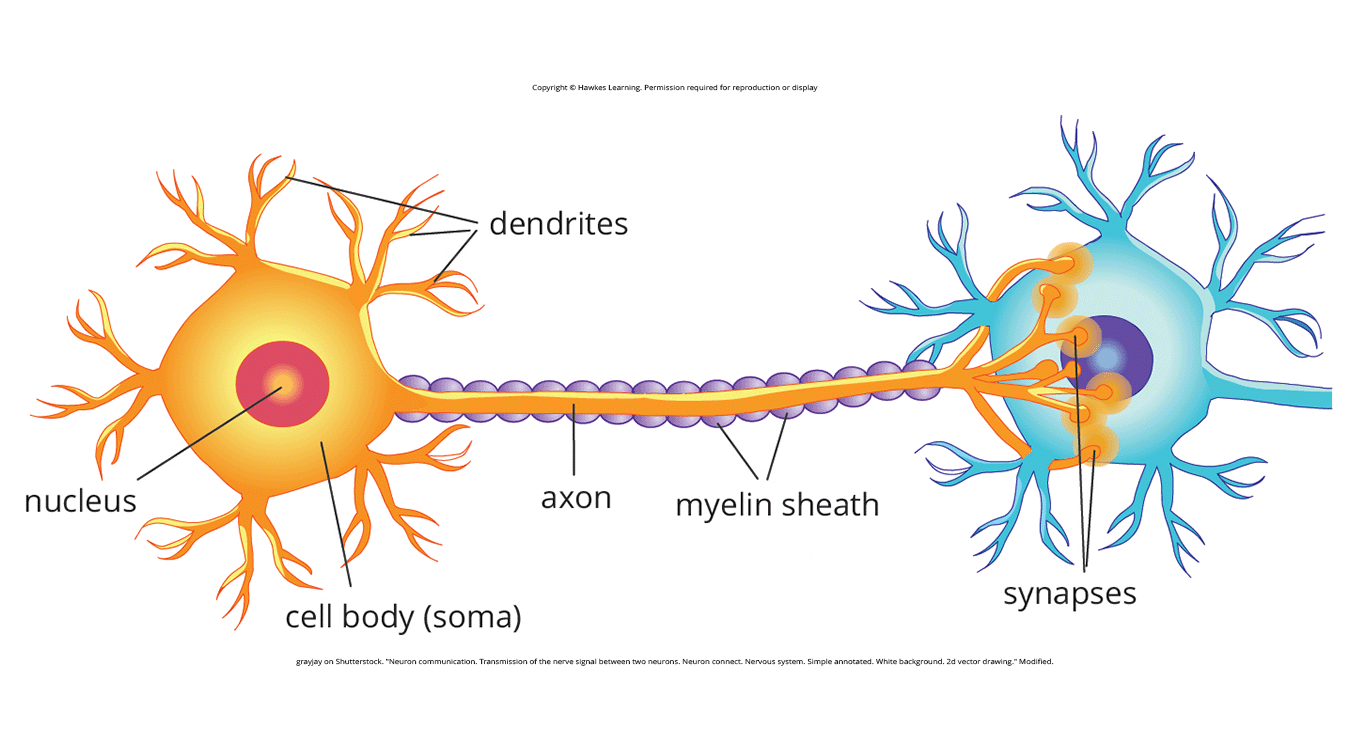 Copyright © Hawkes Learning. Permission required for reproduction or display
dendrites
nucleus
axon
myelin sheath
synapses
cell body (soma)
grayjay on Shutterstock. "Neuron communication. Transmission of the nerve signal between two neurons. Neuron connect. Nervous system. Simple annotated. White background. 2d vector drawing." Modified.